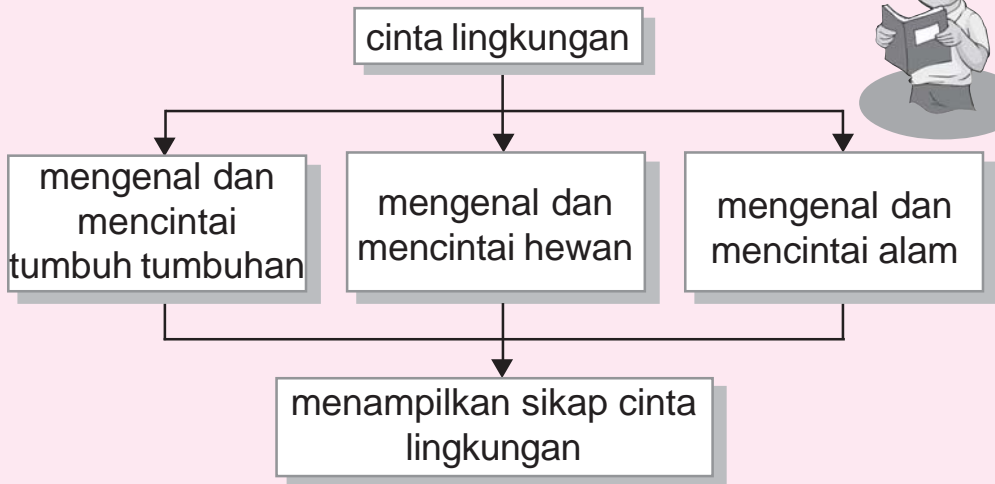 cinta lingkungan
mengenal dan
mencintai
tumbuh tumbuhan
mengenal dan
mencintai hewan
mengenal dan
mencintai alam
menampilkan sikap cinta
lingkungan